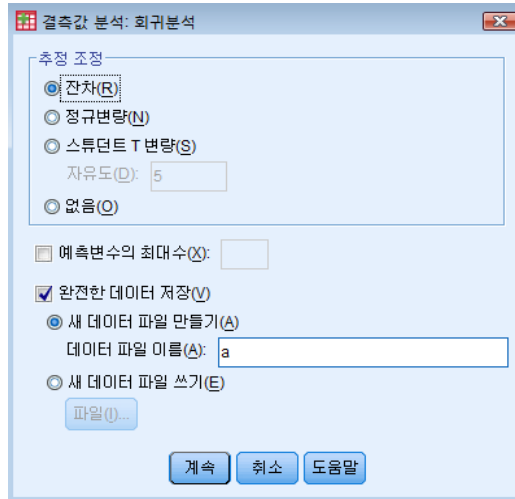 결측값 분석: 회귀분석
추정 조정
잔차(R)
정규변량(N)
스튜던트 T 변량(S)
자유도(D): 5
없음(O)
예측변수의 최대수(X):
완전한 데이터 저장(V)
새 데이터 파일 만들기(A)
데이터 파일 이름(A): a
새 데이터 파일 쓰기(E)
파일(I)...
계속 취소 도움말